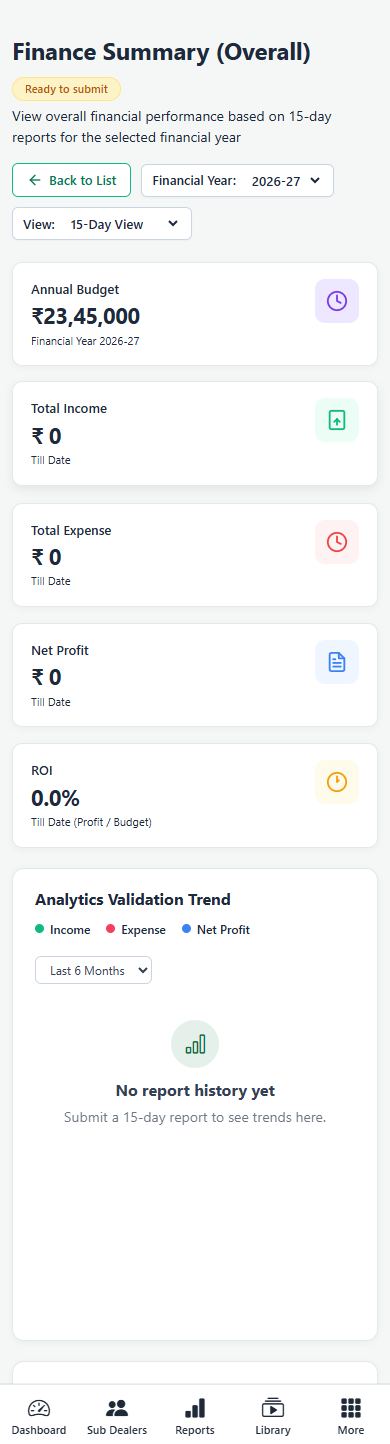 Finance Summary (Overall)
Ready to submit
View overall financial performance based on 15-day
reports for the selected financial year
Back to List
Financial Year: 2026-27
View: 15-Day View
Annual Budget
₹23,45,000
Financial Year 2026-27
Total Income
₹ 0
Till Date
Total Expense
₹ 0
Till Date
Net Profit
₹ 0
Till Date
ROI
0.0%
Till Date (Profit / Budget)
Analytics Validation Trend
Income Expense Net Profit
Last 6 Months
No report history yet
Submit a 15-day report to see trends here.
Dashboard Sub Dealers Reports Library More